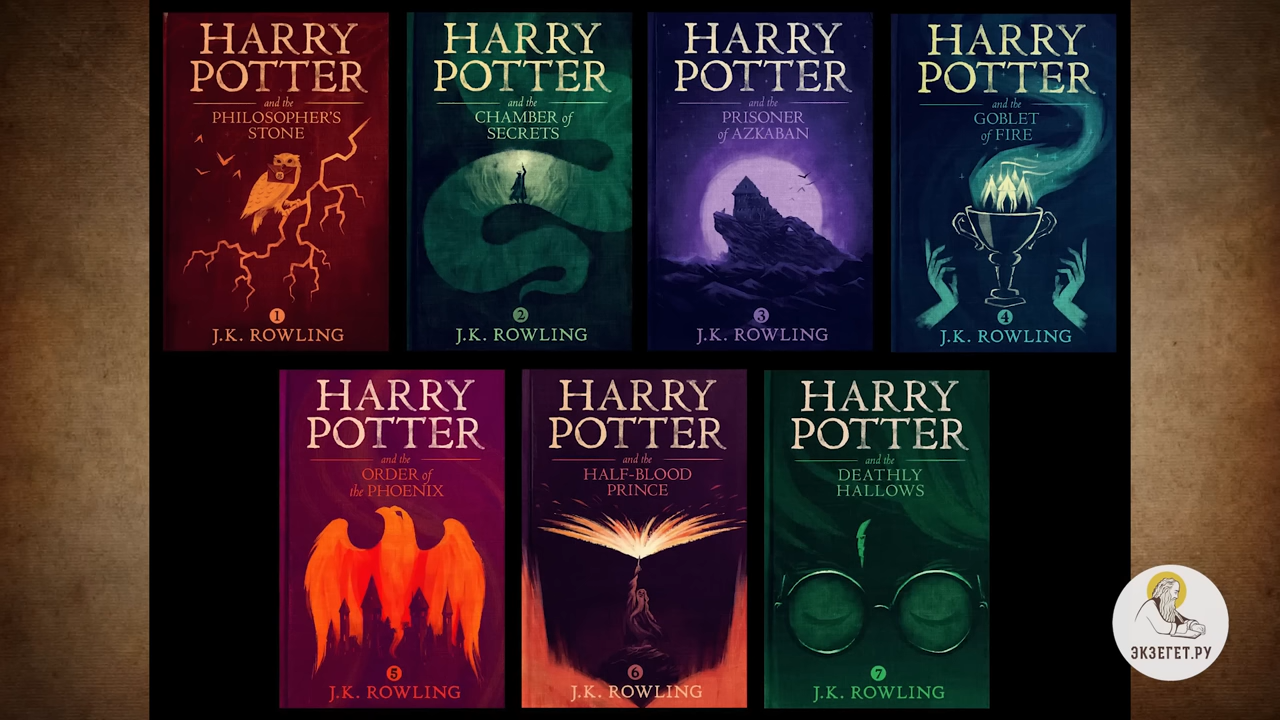 HARRY
POTTER
and the
PHILOSOPHER'S
STONE
1
J.K. ROWLING
HARRY
POTTER
and the
CHAMBER of
SECRETS
2
J.K. ROWLING
HARRY
POTTER
and the
PRISONER
of AZKABAN
3
J.K. ROWLING
HARRY
POTTER
and the
GOBLET
of FIRE
4
J.K. ROWLING
HARRY
POTTER
and the
ORDER of
the PHOENIX
5
J.K. ROWLING
HARRY
POTTER
and the
HALF-BLOOD
PRINCE
6
J.K. ROWLING
HARRY
POTTER
and the
DEATHLY
HALLOWS
7
J.K. ROWLING
ЭКЗЕГЕТ.РУ